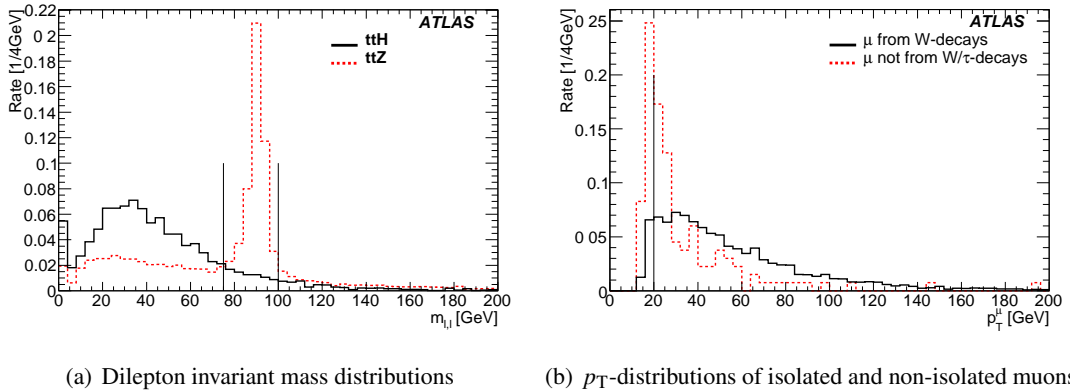 Rate [1/4GeV]
0.22
0.2
0.18
0.16
0.14
0.12
0.1
0.08
0.06
0.04
0.02
0
ATLAS
ttH
ttZ
0 20 40 60 80 100 120 140 160 180 200
m_{l,l} [GeV]
(a) Dilepton invariant mass distributions
Rate [1/4GeV]
0.25
0.2
0.15
0.1
0.05
0
ATLAS
μ from W-decays
μ not from W/τ-decays
0 20 40 60 80 100 120 140 160 180 200
p_T^μ [GeV]
(b) p_T-distributions of isolated and non-isolated muons